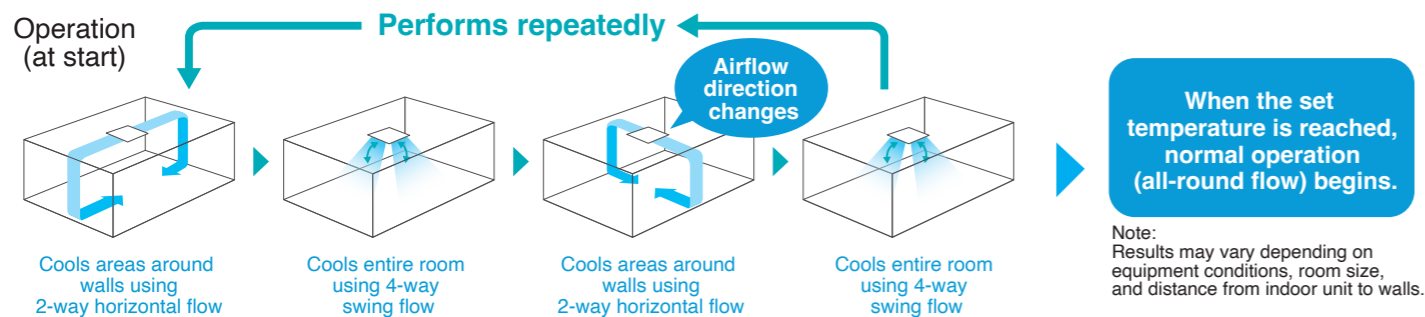 Operation
(at start)
Performs repeatedly
Airflow
direction
changes
Cools areas around
walls using
2-way horizontal flow
Cools entire room
using 4-way
swing flow
Cools areas around
walls using
2-way horizontal flow
Cools entire room
using 4-way
swing flow
When the set
temperature is reached,
normal operation
(all-round flow) begins.
Note:
Results may vary depending on
equipment conditions, room size,
and distance from indoor unit to walls.